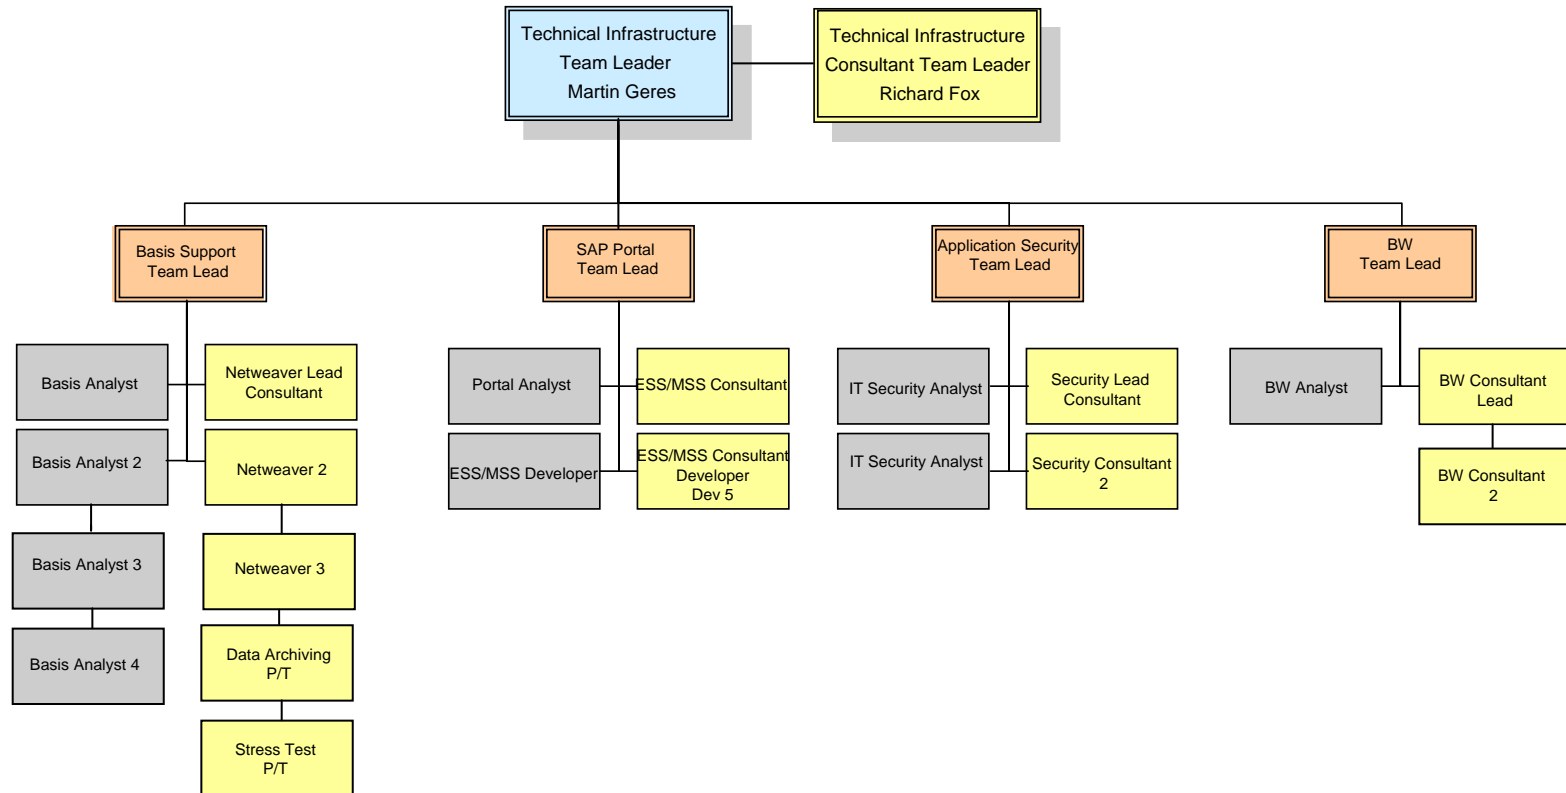 Technical Infrastructure
Team Leader
Martin Geres
Technical Infrastructure
Consultant Team Leader
Richard Fox
Basis Support
Team Lead
SAP Portal
Team Lead
Application Security
Team Lead
BW
Team Lead
Basis Analyst
Netweaver Lead
Consultant
Portal Analyst
ESS/MSS Consultant
IT Security Analyst
Security Lead
Consultant
BW Analyst
BW Consultant
Lead
Basis Analyst 2
Netweaver 2
ESS/MSS Developer
ESS/MSS Consultant
Developer
Dev 5
IT Security Analyst
Security Consultant
2
BW Consultant
2
Basis Analyst 3
Netweaver 3
Basis Analyst 4
Data Archiving
P/T
Stress Test
P/T